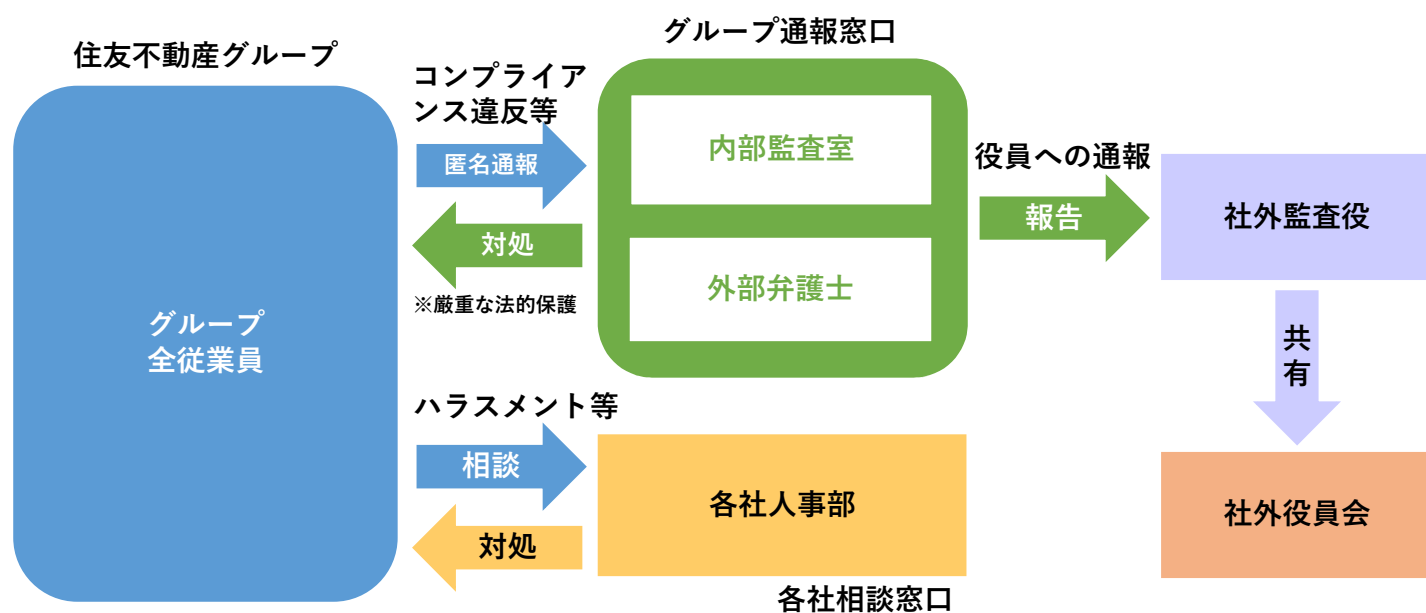 住友不動産グループ
グループ
全従業員
コンプライア
ンス違反等
匿名通報
対処
※厳重な法的保護
グループ通報窓口
内部監査室
外部弁護士
役員への通報
報告
社外監査役
共
有
社外役員会
ハラスメント等
相談
対処
各社人事部
各社相談窓口